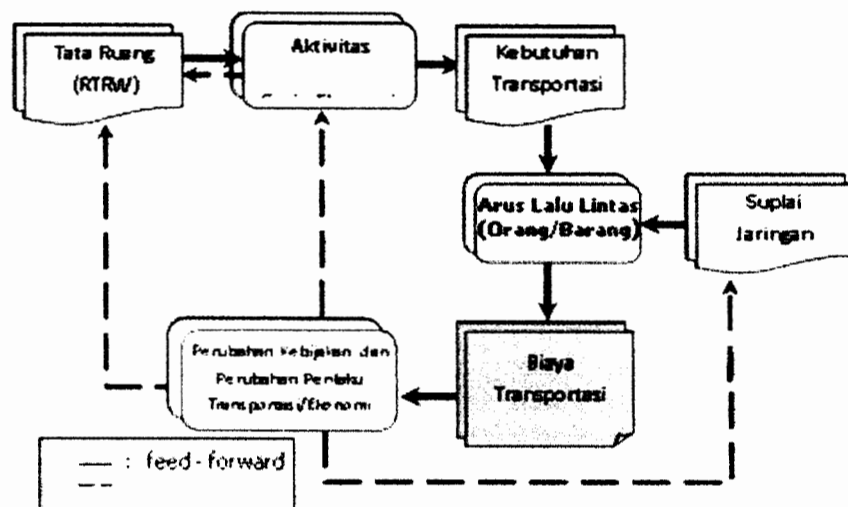 Tata Ruang
(RTRW)
Aktivitas
Kebutuhan
Transportasi
Arus Lalu Lintas
(Orang/Barang)
Suplai
Jaringan
Biaya
Transportasi
Perubahan Kebijakan dan
Perubahan Perilaku
Transportasi/Ekonomi
: feed - forward